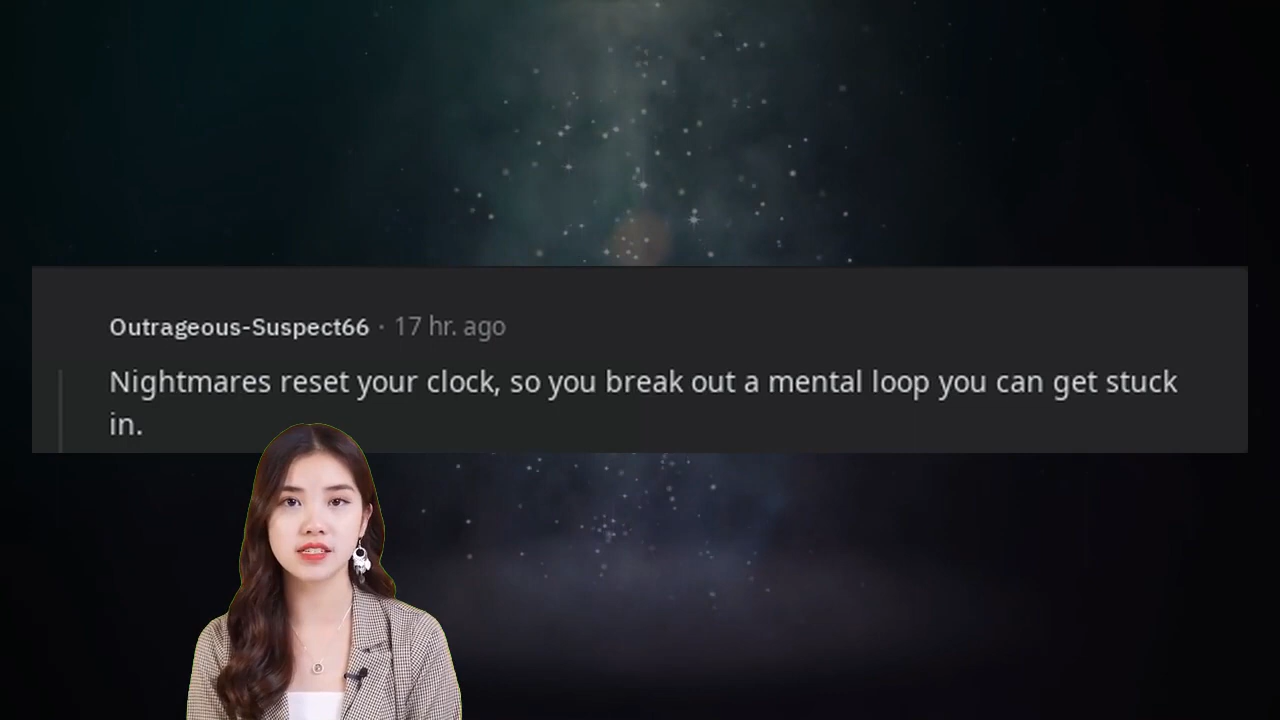 Outrageous-Suspect66 · 17 hr. ago
Nightmares reset your clock, so you break out a mental loop you can get stuck
in.